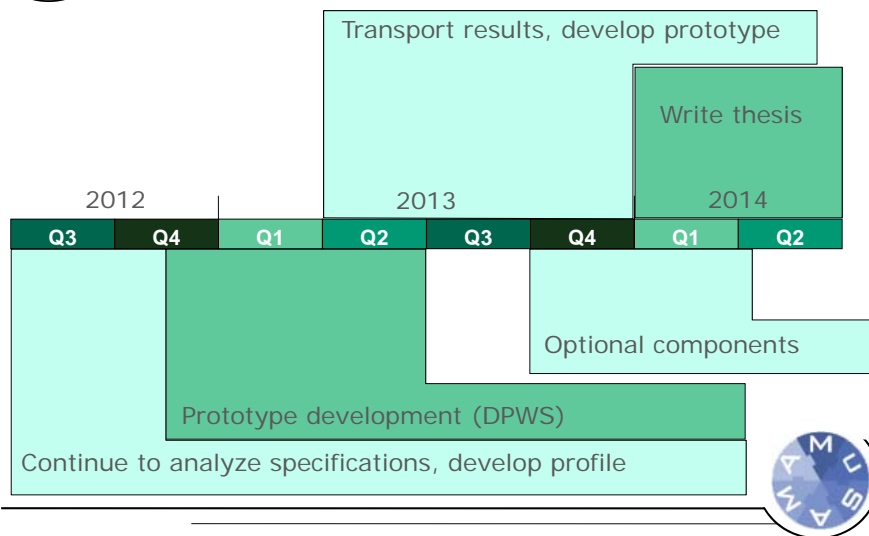 Transport results, develop prototype
Write thesis
2012 2013 2014
Q3 Q4 Q1 Q2 Q3 Q4 Q1 Q2
Optional components
Prototype development (DPWS)
Continue to analyze specifications, develop profile
M U S A M A